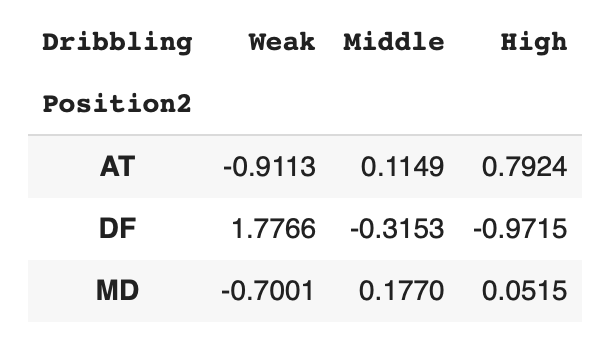 Dribbling Weak Middle High
Position2
AT -0.9113 0.1149 0.7924
DF 1.7766 -0.3153 -0.9715
MD -0.7001 0.1770 0.0515